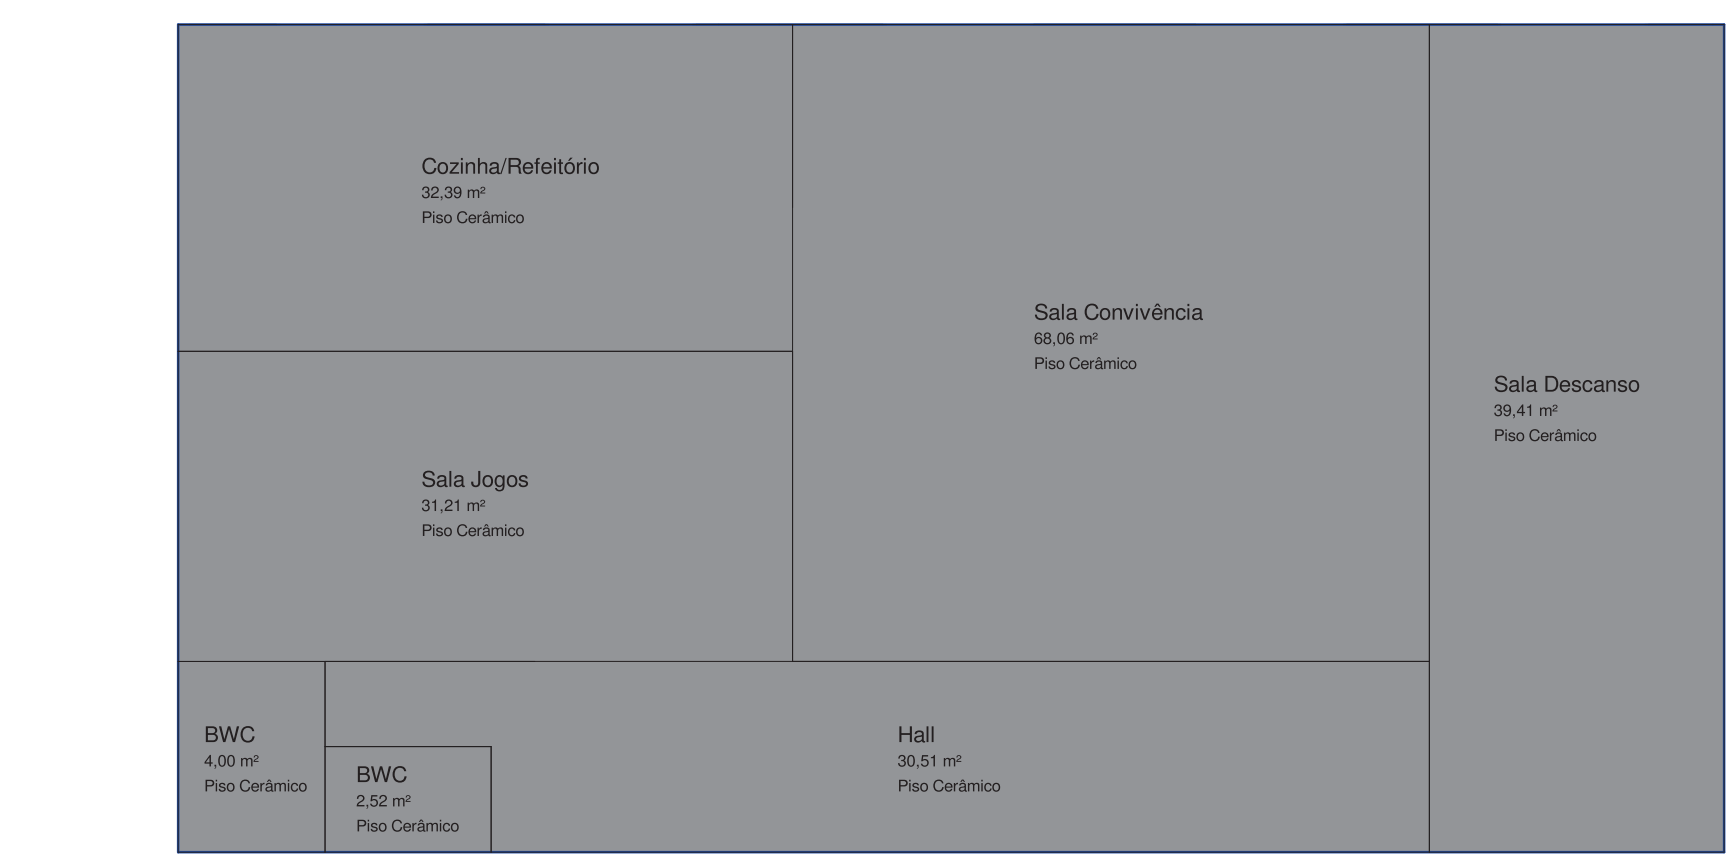 Cozinha/Refeitório
32,39 m²
Piso Cerâmico
Sala Convivência
68,06 m²
Piso Cerâmico
Sala Descanso
39,41 m²
Piso Cerâmico
Sala Jogos
31,21 m²
Piso Cerâmico
BWC
4,00 m²
Piso Cerâmico
BWC
2,52 m²
Piso Cerâmico
Hall
30,51 m²
Piso Cerâmico